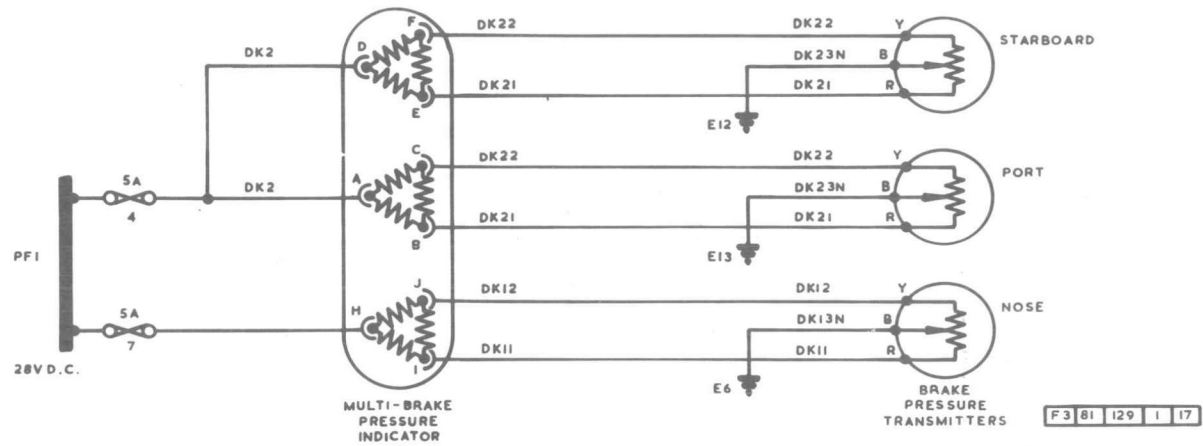 DK22
DK22
Y
F
D
STARBOARD
DK2
DK23N
B
DK21
DK21
R
E
E12
DK22
DK22
Y
C
5A
A
PORT
DK2
DK23N
B
4
DK21
DK21
R
B
PF1
E13
J
DK12
DK12
Y
5A
H
NOSE
DK13N
B
7
DK11
DK11
R
I
28V D.C.
E6
MULTI-BRAKE
PRESSURE
INDICATOR
BRAKE
PRESSURE
TRANSMITTERS
F3 81 129 1 17